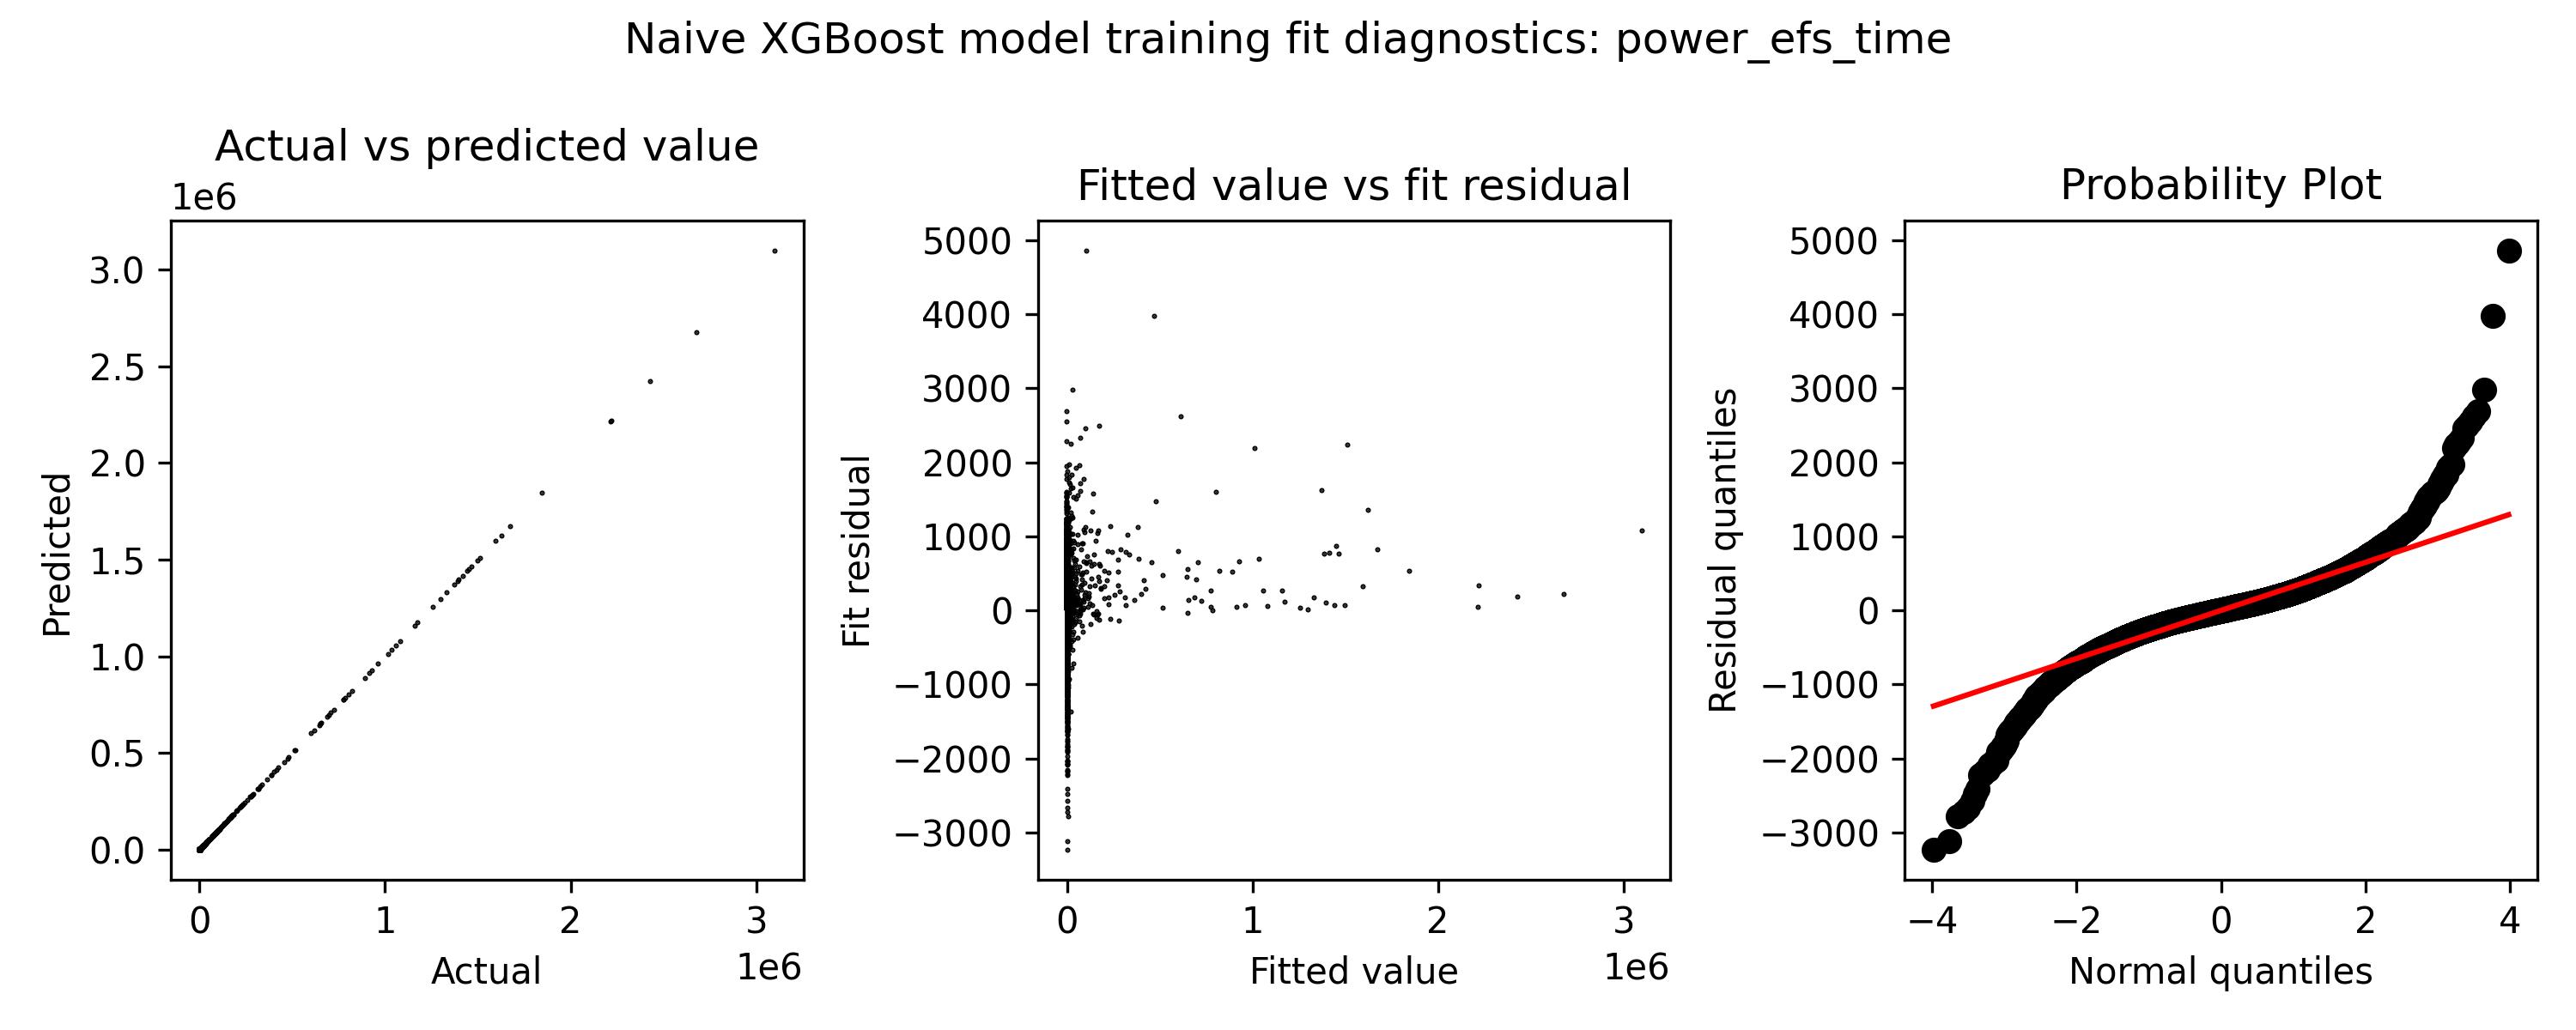 Naive XGBoost model training fit diagnostics: power_efs_time
Actual vs predicted value
1e6
3.0
2.5
2.0
1.5
1.0
0.5
0.0
Predicted
0 1 2 3
Actual
1e6
Fitted value vs fit residual
5000
4000
3000
2000
1000
0
−1000
−2000
−3000
Fit residual
0 1 2 3
Fitted value
1e6
Probability Plot
5000
4000
3000
2000
1000
0
−1000
−2000
−3000
Residual quantiles
−4 −2 0 2 4
Normal quantiles